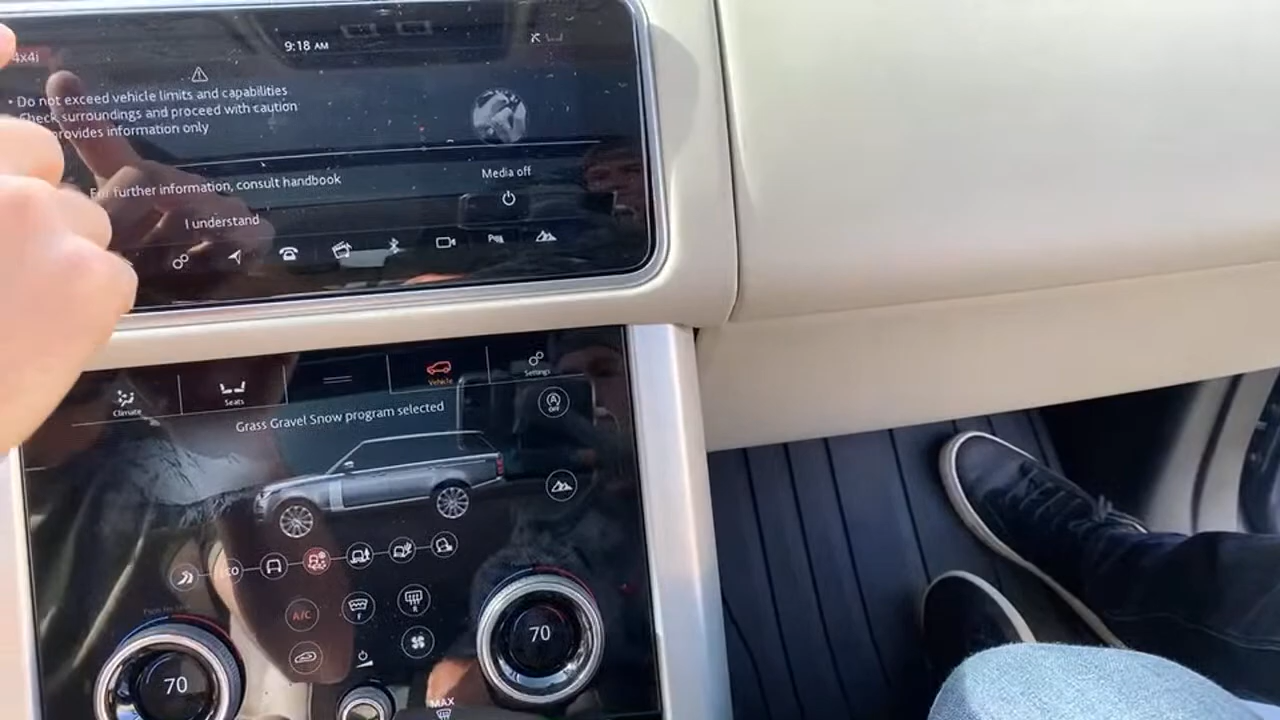 9:18 AM
4x4i
• Do not exceed vehicle limits and capabilities
Check surroundings and proceed with caution
provides information only
For further information, consult handbook
Media off
I understand
Climate
Seats
Vehicle
Settings
Grass Gravel Snow program selected
A
OFF
ECO
A/C
F
R
70
70
MAX